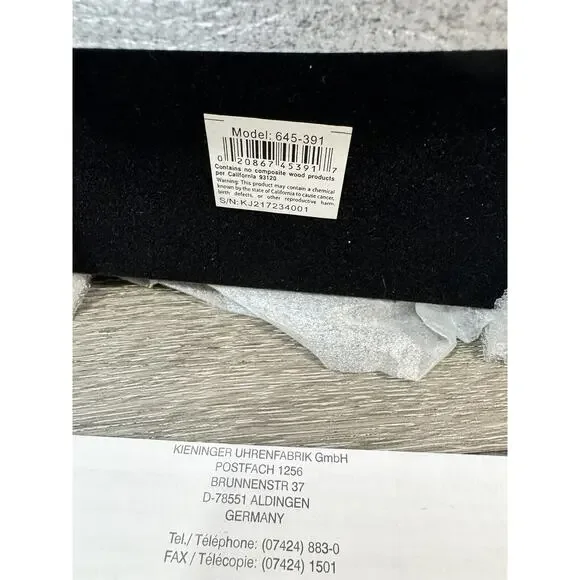 Model: 645-391
0 20867 45391 7
Contains no composite wood products
per California 93120
Warning: This product may contain a chemical
known by the state of California to cause cancer,
birth defects, or other reproductive harm
S/N: KJ217234001
KIENINGER UHRENFABRIK GmbH
POSTFACH 1256
BRUNNENSTR 37
D-78551 ALDINGEN
GERMANY
Tel./ Téléphone: (07424) 883-0
FAX / Télécopie: (07424) 1501